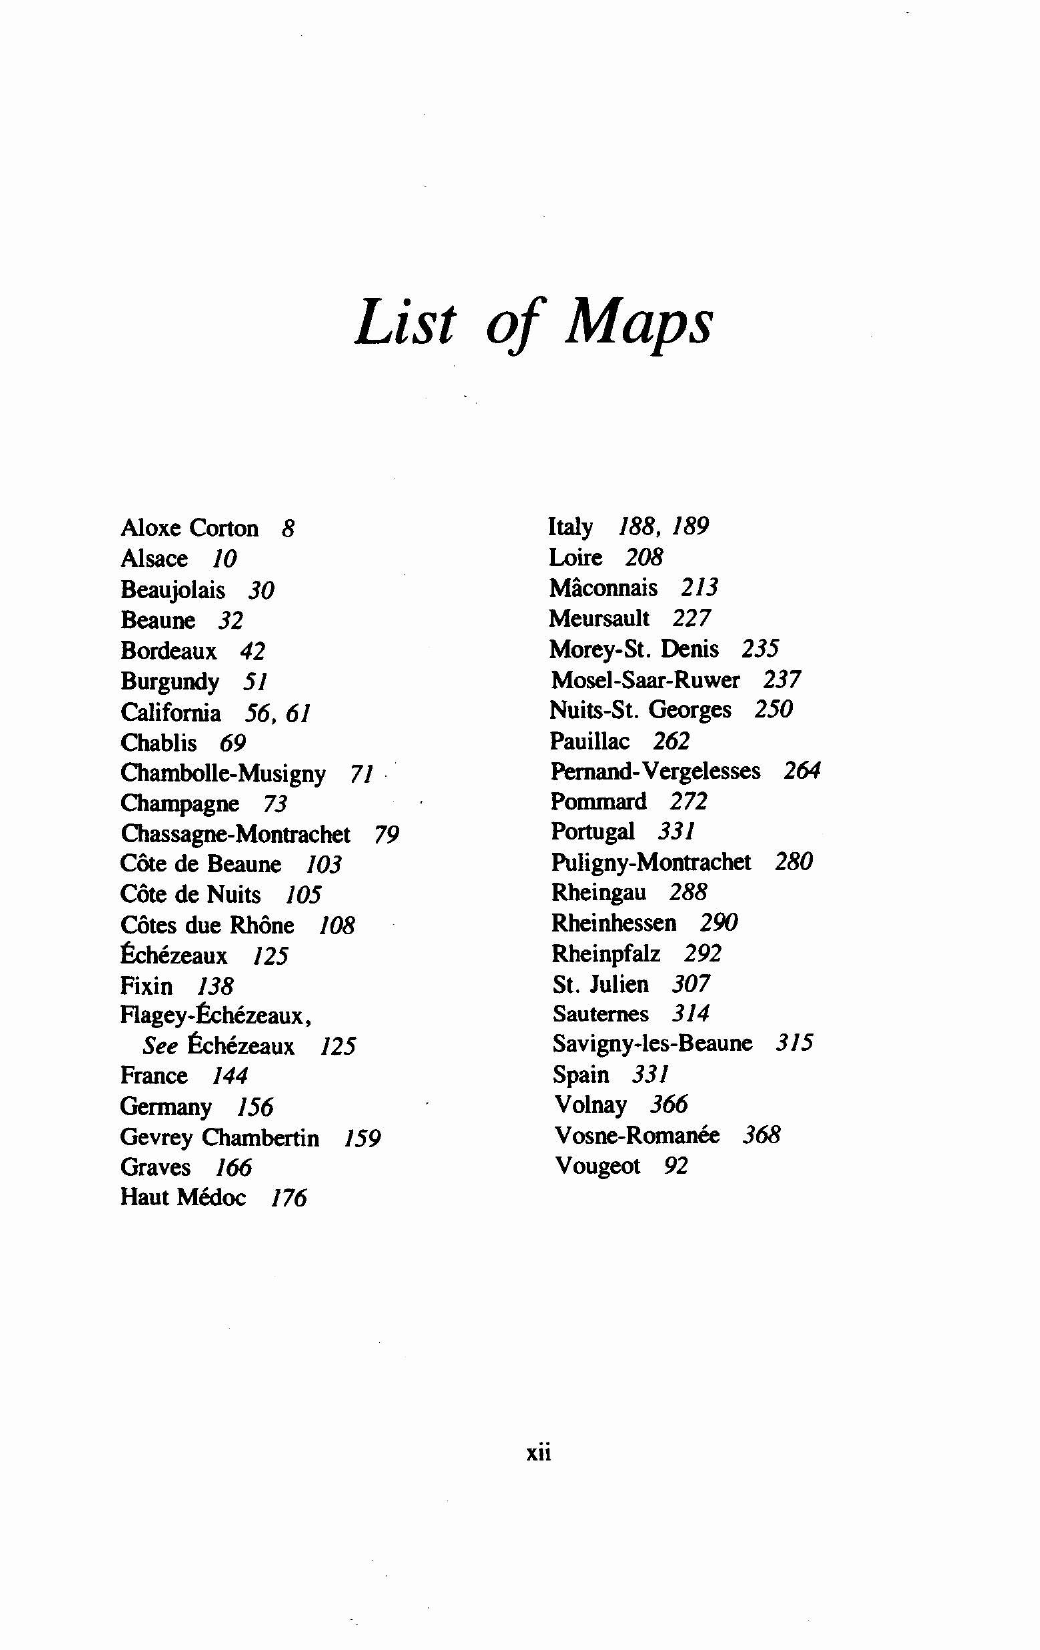 List of Maps
Aloxe Corton 8
Alsace 10
Beaujolais 30
Beaune 32
Bordeaux 42
Burgundy 51
California 56, 61
Chablis 69
Chambolle-Musigny 71
Champagne 73
Chassagne-Montrachet 79
Côte de Beaune 103
Côte de Nuits 105
Côtes due Rhône 108
Échézeaux 125
Fixin 138
Flagey-Échézeaux,
See Échézeaux 125
France 144
Germany 156
Gevrey Chambertin 159
Graves 166
Haut Médoc 176
Italy 188, 189
Loire 208
Mâconnais 213
Meursault 227
Morey-St. Denis 235
Mosel-Saar-Ruwer 237
Nuits-St. Georges 250
Pauillac 262
Pernand-Vergelesses 264
Pommard 272
Portugal 331
Puligny-Montrachet 280
Rheingau 288
Rheinhessen 290
Rheinpfalz 292
St. Julien 307
Sauternes 314
Savigny-les-Beaune 315
Spain 331
Volnay 366
Vosne-Romanée 368
Vougeot 92
xii